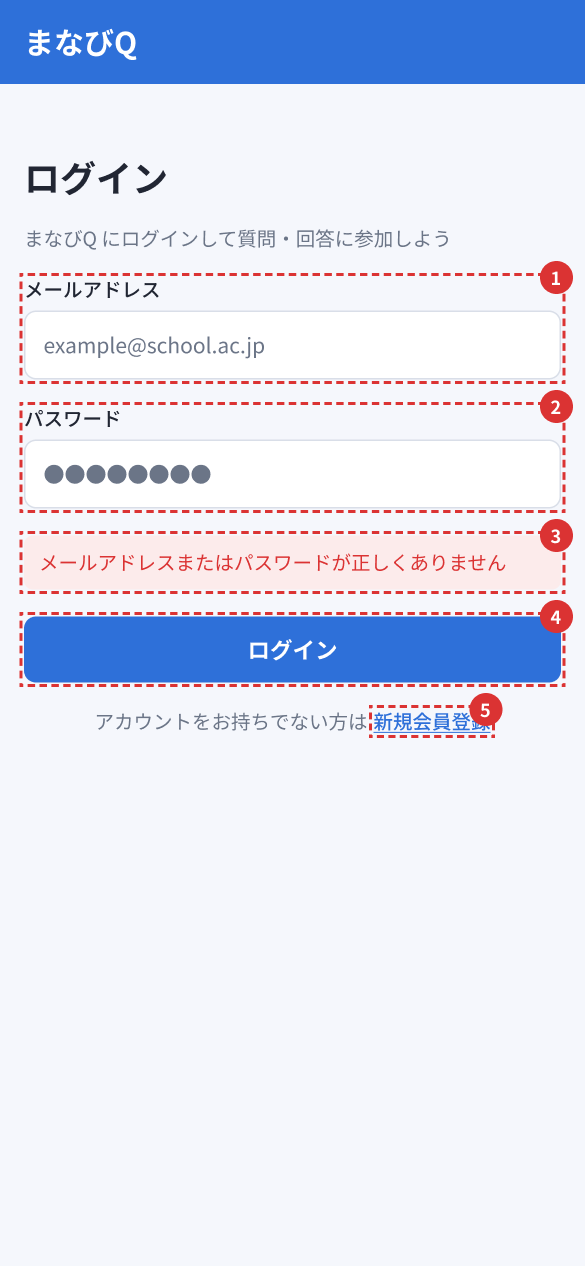 まなびQ
ログイン
まなびQ にログインして質問・回答に参加しよう
1
メールアドレス
example@school.ac.jp
2
パスワード
●●●●●●●●
3
メールアドレスまたはパスワードが正しくありません
4
ログイン
5
アカウントをお持ちでない方は 新規会員登録